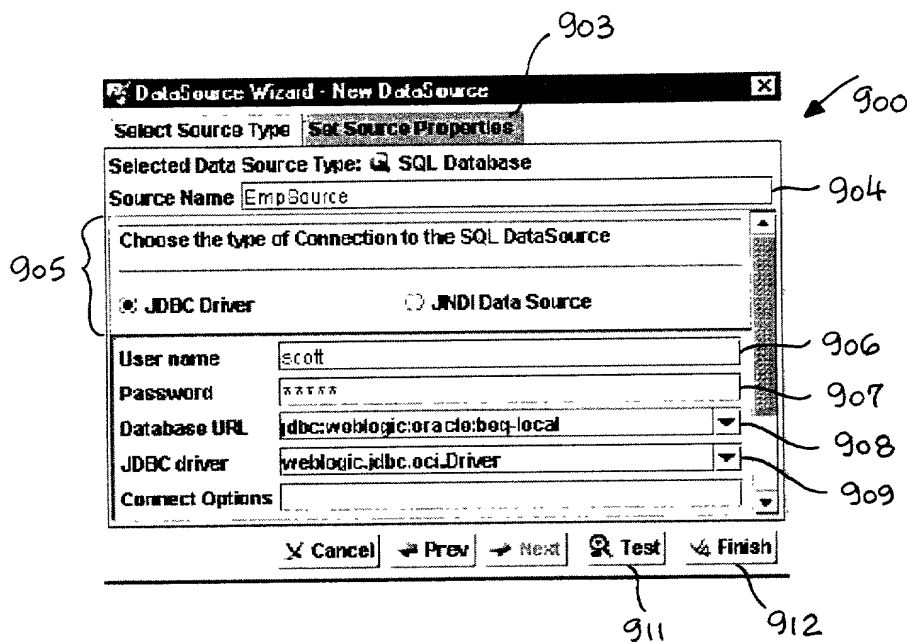 903
DataSource Wizard - New DataSource
900
Select Source Type Set Source Properties
Selected Data Source Type: SQL Database
Source Name EmpSource 904
Choose the type of Connection to the SQL DataSource
905
JDBC Driver JNDI Data Source
User name scott 906
Password ***** 907
Database URL jdbc:weblogic:oracle:beq-local 908
JDBC driver weblogic.jdbc.oci.Driver 909
Connect Options
Cancel Prev Next Test Finish
911 912